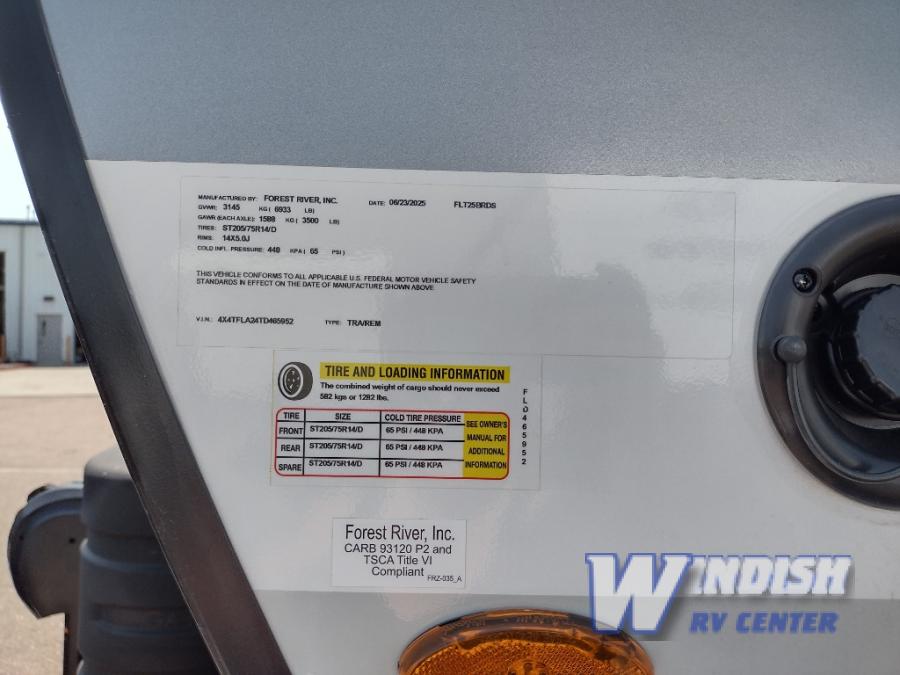 MANUFACTURED BY: FOREST RIVER, INC. DATE: 06/23/2025 FLT25BRDS
GVWR: 3145 KG ( 6933 LB)
GAWR (EACH AXLE): 1588 KG ( 3500 LB)
TIRES: ST205/75R14/D
RIMS: 14X5.0J
COLD INFL. PRESSURE: 448 KPA ( 65 PSI )
THIS VEHICLE CONFORMS TO ALL APPLICABLE U.S. FEDERAL MOTOR VEHICLE SAFETY
STANDARDS IN EFFECT ON THE DATE OF MANUFACTURE SHOWN ABOVE
V.I.N.: 4X4TFLA24TD465952 TYPE: TRA/REM
TIRE AND LOADING INFORMATION
The combined weight of cargo should never exceed
582 kgs or 1282 lbs.
TIRE SIZE COLD TIRE PRESSURE
FRONT ST205/75R14/D 65 PSI / 448 KPA
REAR ST205/75R14/D 65 PSI / 448 KPA
SPARE ST205/75R14/D 65 PSI / 448 KPA
SEE OWNER'S
MANUAL FOR
ADDITIONAL
INFORMATION
FLD465952
Forest River, Inc.
CARB 93120 P2 and
TSCA Title VI
Compliant
FRZ-035_A
WINDISH
RV CENTER